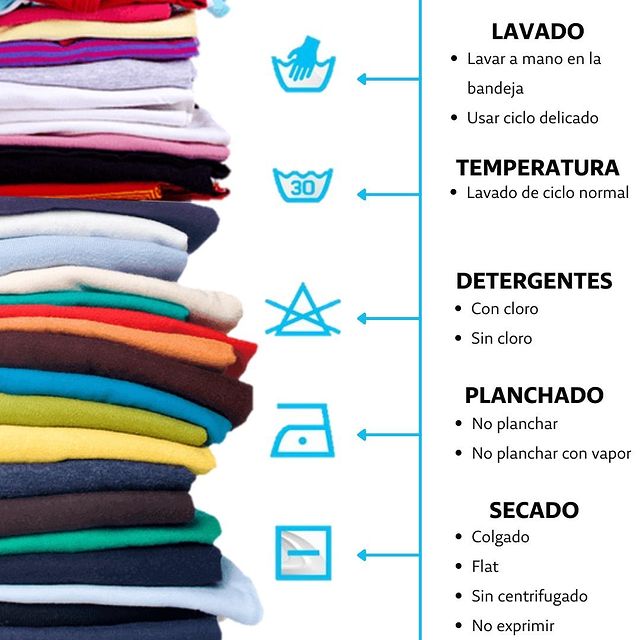 LAVADO
• Lavar a mano en la
bandeja
• Usar ciclo delicado
30
TEMPERATURA
• Lavado de ciclo normal
DETERGENTES
• Con cloro
• Sin cloro
PLANCHADO
• No planchar
• No planchar con vapor
SECADO
• Colgado
• Flat
• Sin centrifugado
• No exprimir